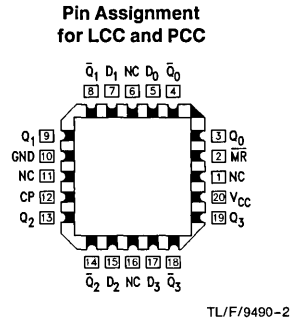 Pin Assignment
for LCC and PCC
Q̅₁ D₁ NC D₀ Q̅₀
8 7 6 5 4
Q₁ 9 3 Q₀
GND 10 2 M̅R̅
NC 11 1 NC
CP 12 20 VCC
Q₂ 13 19 Q₃
14 15 16 17 18
Q̅₂ D₂ NC D₃ Q̅₃
TL/F/9490-2